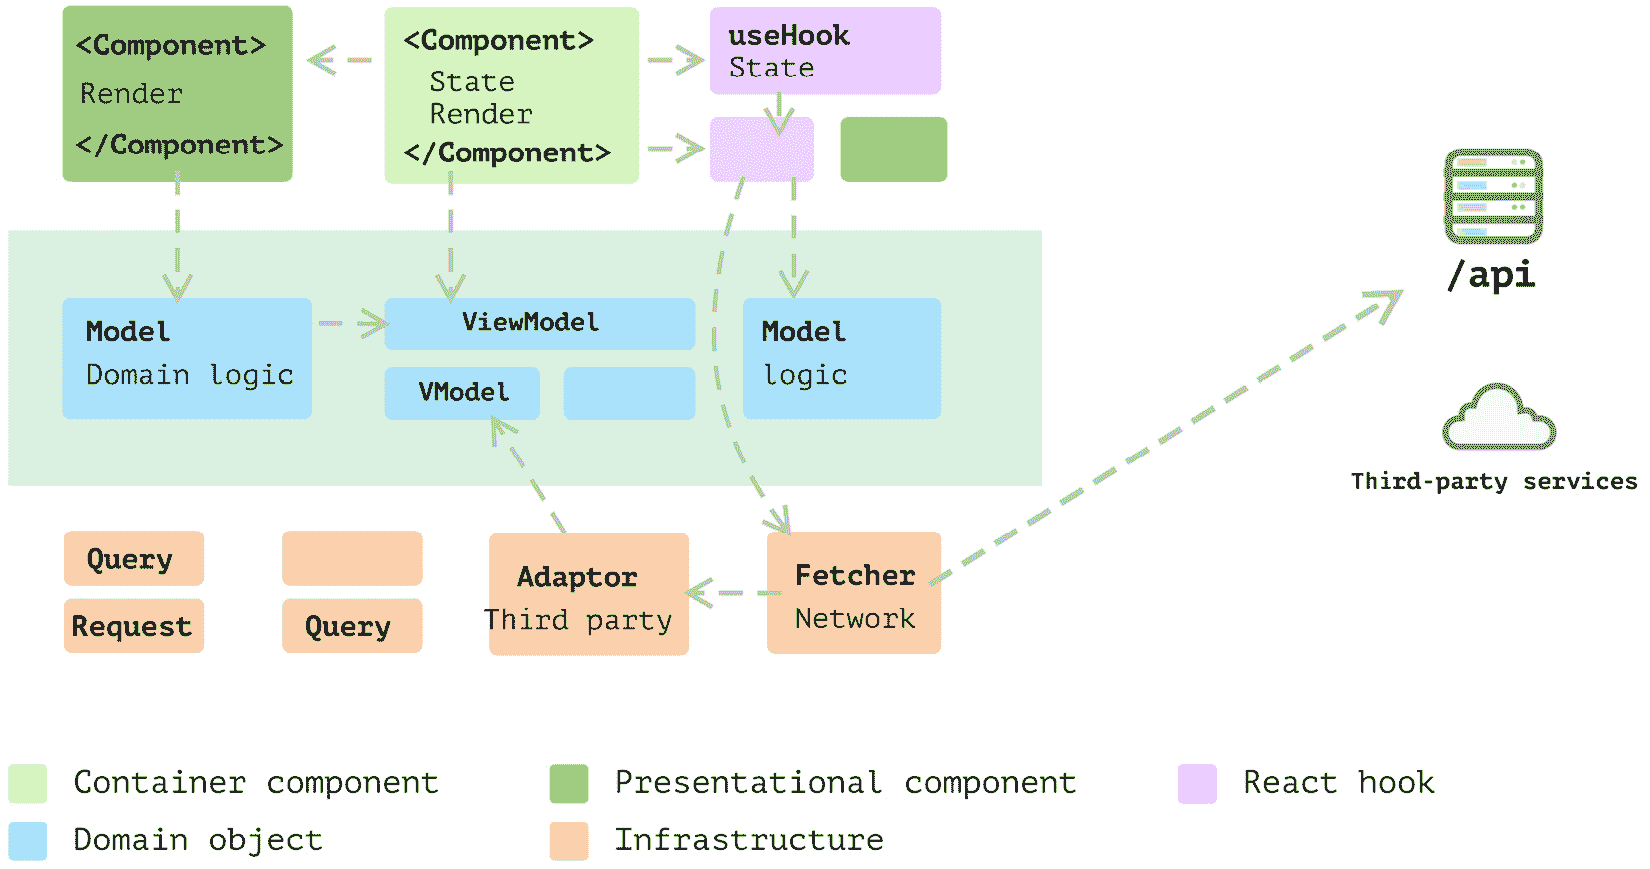 <Component>
Render
</Component>
<Component>
State
Render
</Component>
useHook
State
/api
Model
Domain logic
ViewModel
VModel
Model
logic
Third-party services
Query
Request
Query
Adaptor
Third party
Fetcher
Network
Container component
Presentational component
React hook
Domain object
Infrastructure